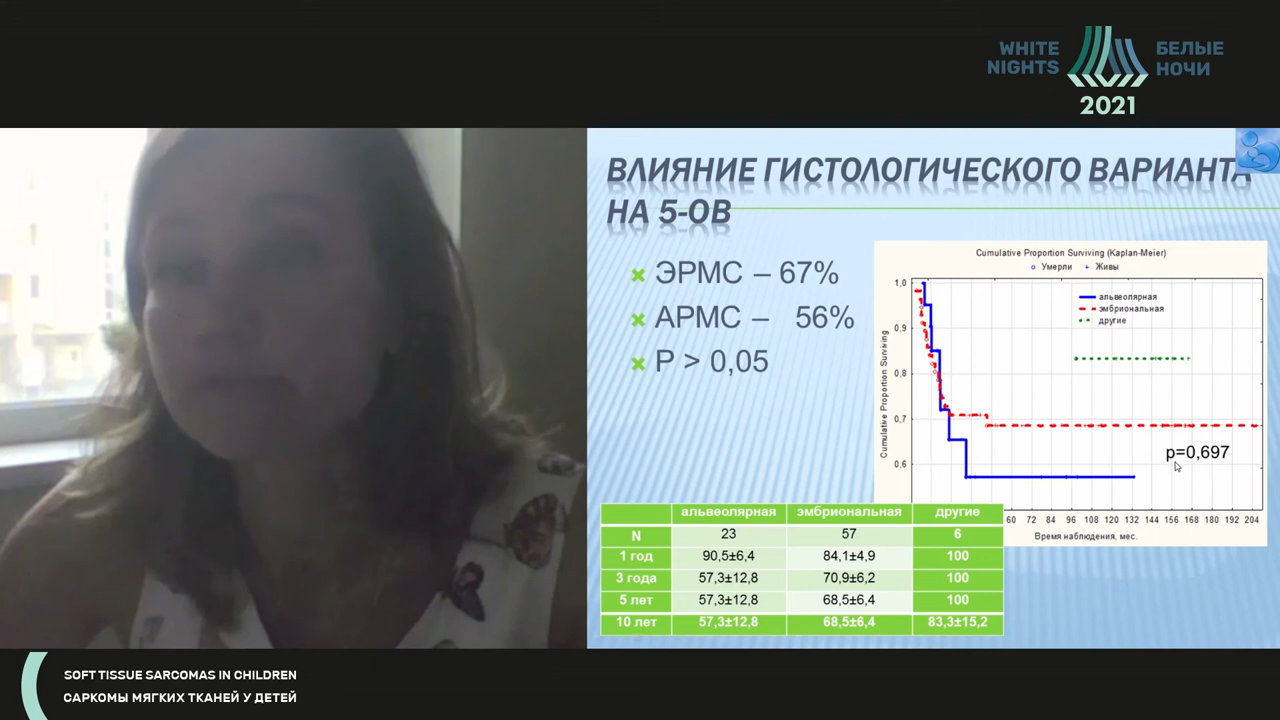 WHITE
NIGHTS
БЕЛЫЕ
НОЧИ
2021
ВЛИЯНИЕ ГИСТОЛОГИЧЕСКОГО ВАРИАНТА
НА 5-ОВ
ЭРМС – 67%
АРМС – 56%
Р > 0,05
Cumulative Proportion Surviving (Kaplan-Meier)
Умерли + Живы
альвеолярная
эмбриональная
другие
Cumulative Proportion Surviving
1,0
0,9
0,8
0,7
0,6
p=0,697
60 72 84 96 108 120 132 144 156 168 180 192 204
Время наблюдения, мес.
альвеолярная эмбриональная другие
N 23 57 6
1 год 90,5±6,4 84,1±4,9 100
3 года 57,3±12,8 70,9±6,2 100
5 лет 57,3±12,8 68,5±6,4 100
10 лет 57,3±12,8 68,5±6,4 83,3±15,2
SOFT TISSUE SARCOMAS IN CHILDREN
САРКОМЫ МЯГКИХ ТКАНЕЙ У ДЕТЕЙ